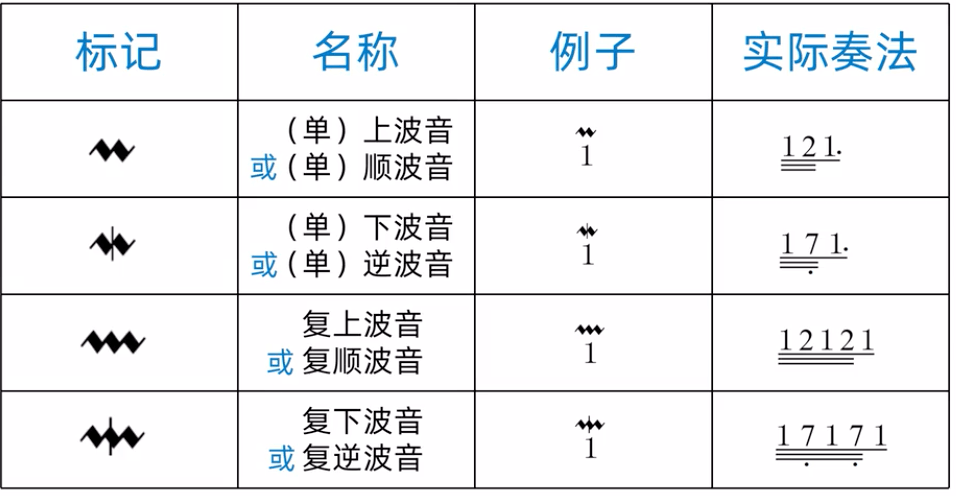 标记 名称 例子 实际奏法
（单）上波音
或（单）顺波音
1
1 2 1·
（单）下波音
或（单）逆波音
1
1 7̣ 1·
复上波音
或 复顺波音
1
1 2 1 2 1
复下波音
或 复逆波音
1
1 7̣ 1 7̣ 1